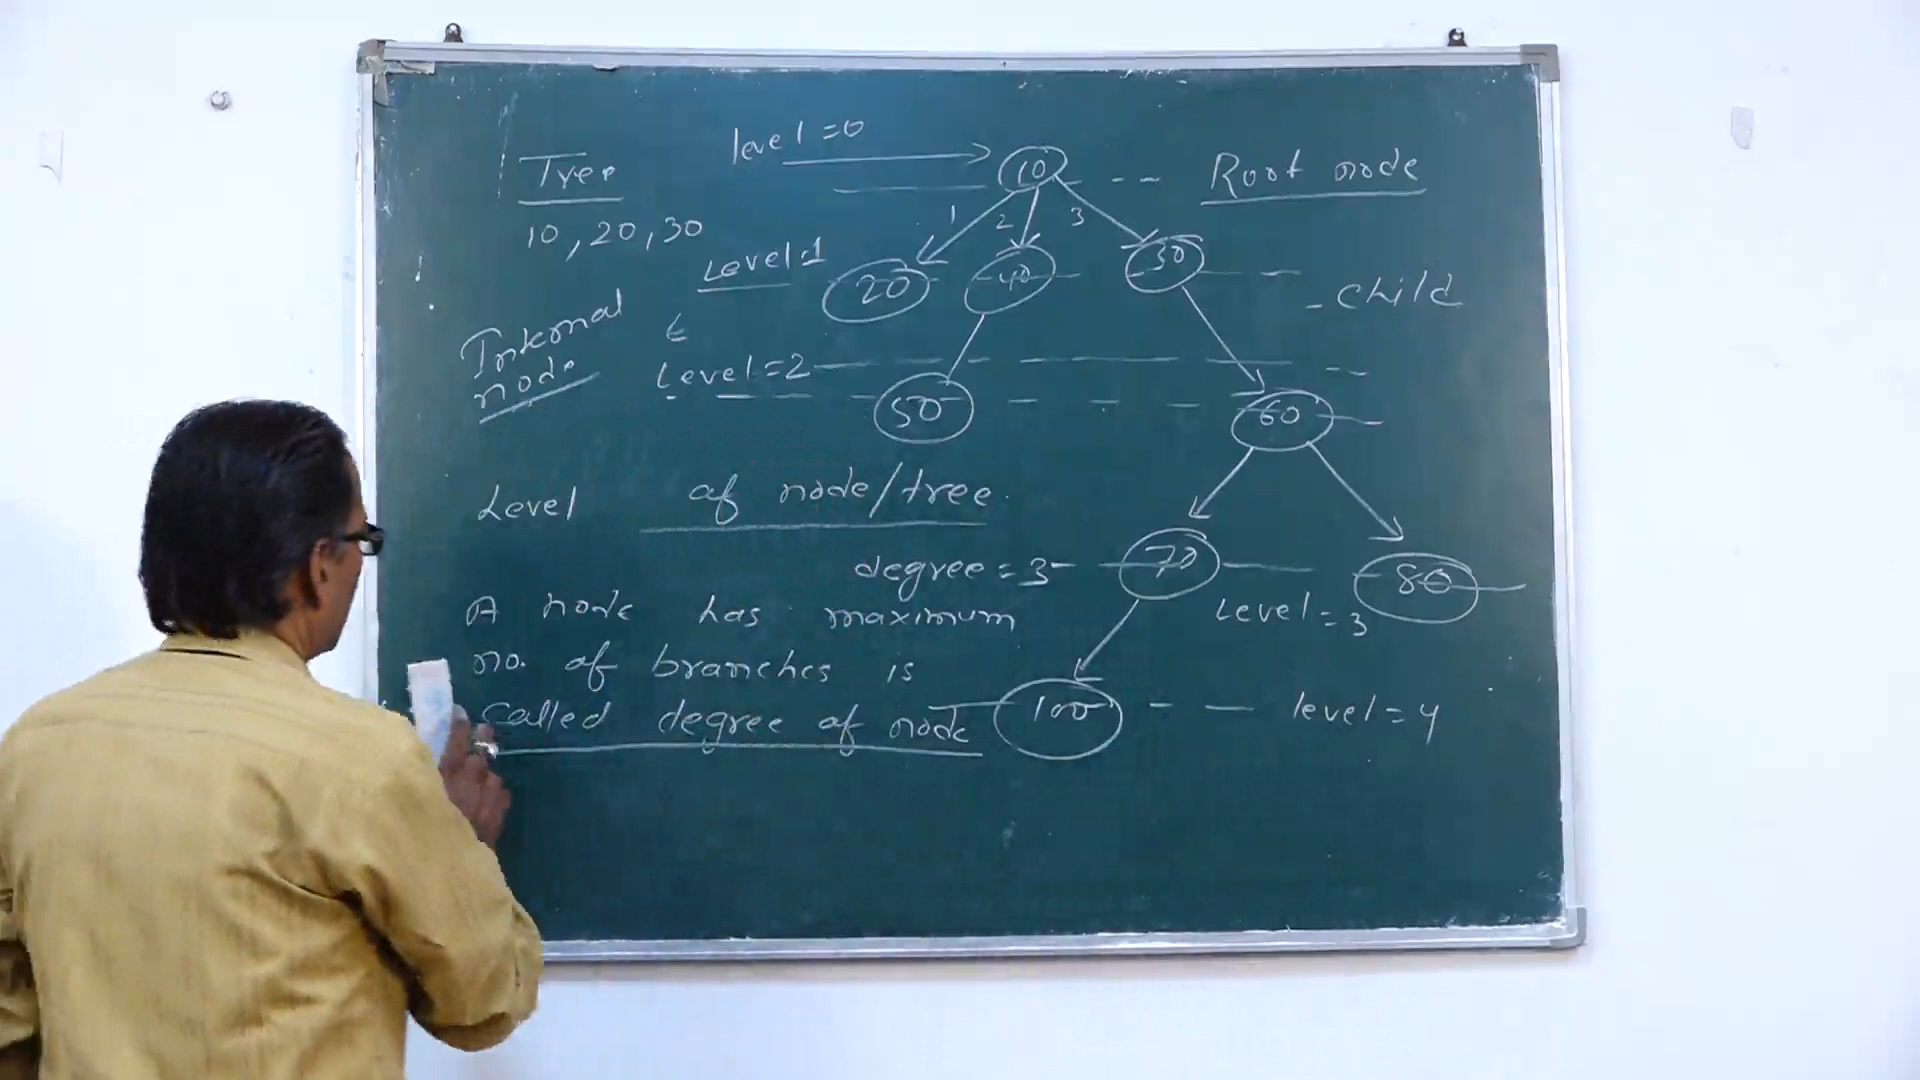 level=0
Tree
10
Root node
10,20,30
1 2 3
Level=1
20 40 30
Child
Internal
node
Level=2
50 60
Level of node/tree.
degree=3
70 80
Level=3
A node has maximum
no. of branches is
called degree of node
100
level=4